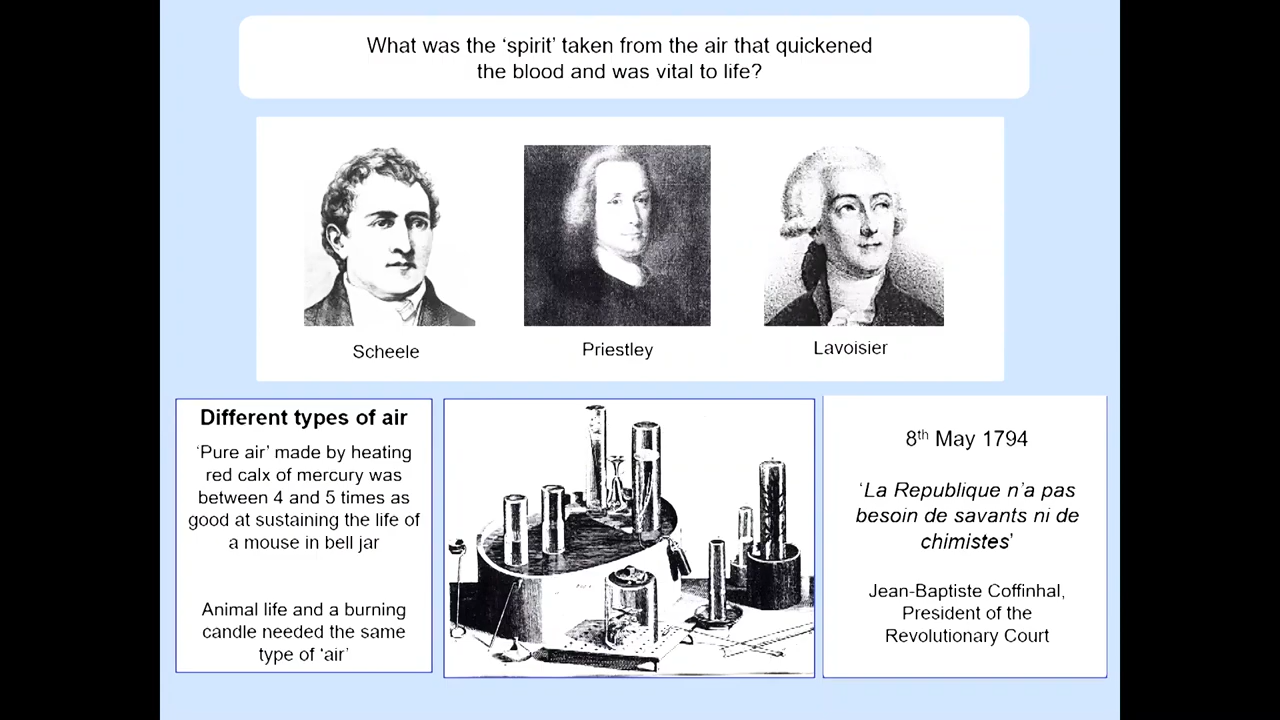 What was the ‘spirit’ taken from the air that quickened
the blood and was vital to life?
Scheele
Priestley
Lavoisier
Different types of air
‘Pure air’ made by heating
red calx of mercury was
between 4 and 5 times as
good at sustaining the life of
a mouse in bell jar
Animal life and a burning
candle needed the same
type of ‘air’
8th May 1794
‘La Republique n’a pas
besoin de savants ni de
chimistes’
Jean-Baptiste Coffinhal,
President of the
Revolutionary Court